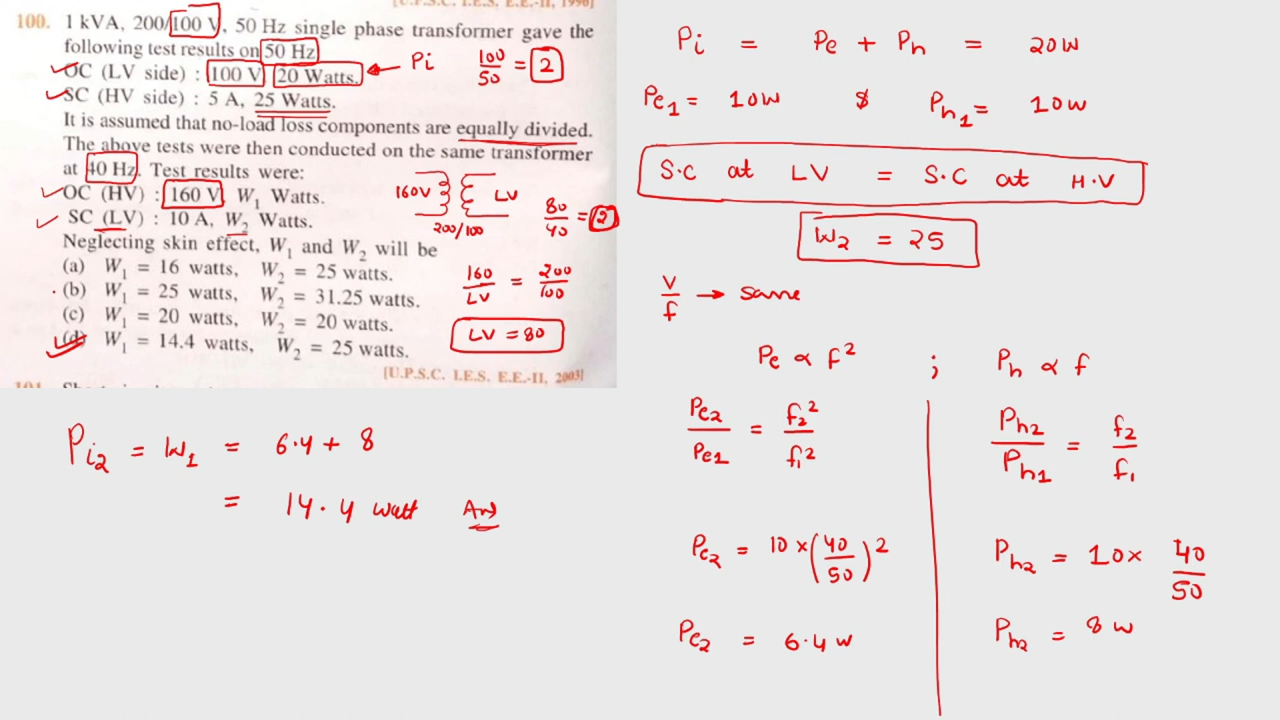 [U.P.S.C. I.E.S. E.E.-II, 1996]
100. 1 kVA, 200/100 V, 50 Hz single phase transformer gave the
following test results on 50 Hz
OC (LV side) : 100 V 20 Watts.
SC (HV side) : 5 A, 25 Watts.
It is assumed that no-load loss components are equally divided.
The above tests were then conducted on the same transformer
at 40 Hz. Test results were:
OC (HV) : 160 V W₁ Watts.
SC (LV) : 10 A, W₂ Watts.
Neglecting skin effect, W₁ and W₂ will be
(a) W₁ = 16 watts, W₂ = 25 watts.
(b) W₁ = 25 watts, W₂ = 31.25 watts.
(c) W₁ = 20 watts, W₂ = 20 watts.
(d) W₁ = 14.4 watts, W₂ = 25 watts.
[U.P.S.C. I.E.S. E.E.-II, 2003]
Pi 100/50 = 2
160V LV
200/100
80/40 = 2
160/LV = 200/100
LV = 80
Pi = Pe + Ph = 20W
Pe1 = 10W & Ph1 = 10W
S.C at LV = S.C at H.V
W2 = 25
V/f → same
Pe ∝ f² ; Ph ∝ f
Pe2/Pe1 = f2²/f1²
Pe2 = 10 × (40/50)²
Pe2 = 6.4 W
Ph2/Ph1 = f2/f1
Ph2 = 10 × 40/50
Ph2 = 8 W
Pi2 = W1 = 6.4 + 8
= 14.4 watt Ans